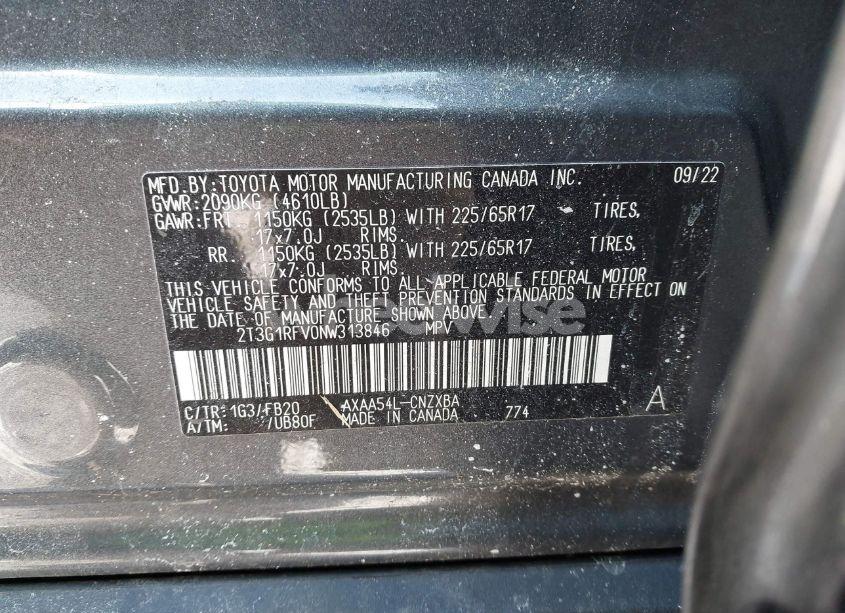 MFD.BY:TOYOTA MOTOR MANUFACTURING CANADA INC. 09/22
GVWR:2090KG (4610LB)
GAWR:FRT. 1150KG (2535LB) WITH 225/65R17 TIRES,
17x7.0J RIMS.
RR. 1150KG (2535LB) WITH 225/65R17 TIRES,
17x7.0J RIMS.
THIS VEHICLE CONFORMS TO ALL APPLICABLE FEDERAL MOTOR
VEHICLE SAFETY AND THEFT PREVENTION STANDARDS IN EFFECT ON
THE DATE OF MANUFACTURE SHOWN ABOVE.
2T3G1RFV0NW313846 MPV
C/TR:1G3/FB20 AXAA54L-CNZXBA A
A/TM: /UB80F MADE IN CANADA 774